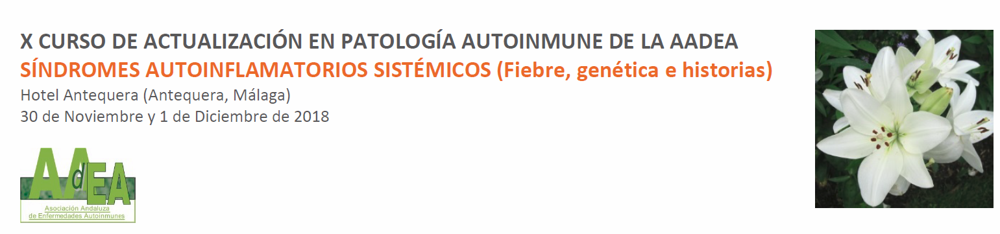 X CURSO DE ACTUALIZACIÓN EN PATOLOGÍA AUTOINMUNE DE LA AADEA
SÍNDROMES AUTOINFLAMATORIOS SISTÉMICOS (Fiebre, genética e historias)
Hotel Antequera (Antequera, Málaga)
30 de Noviembre y 1 de Diciembre de 2018
AAdEA
Asociación Andaluza
de Enfermedades Autoinmunes